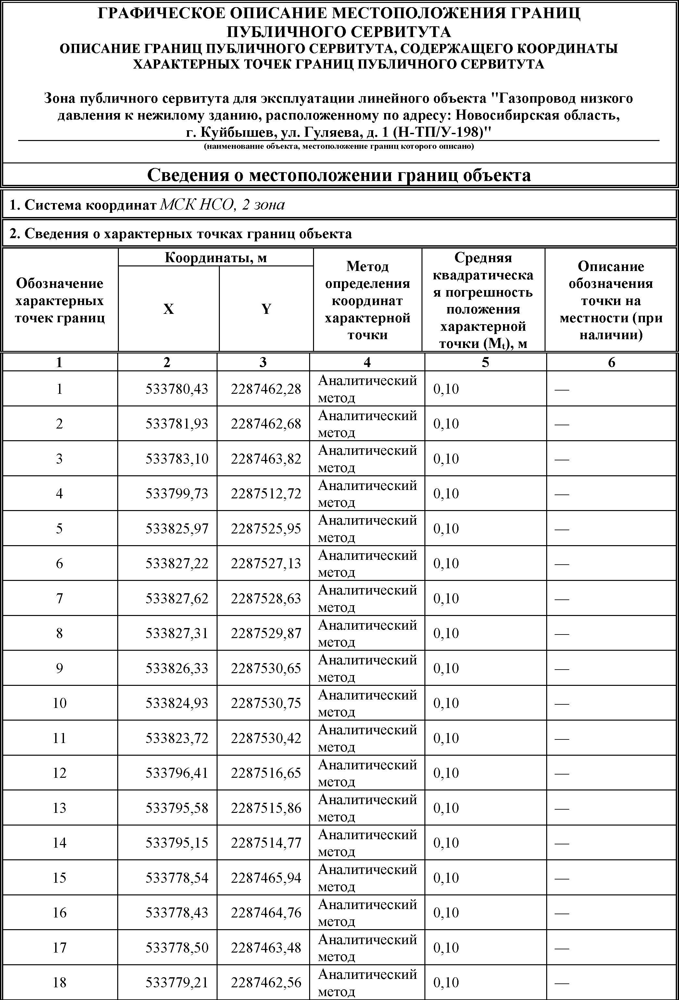 ГРАФИЧЕСКОЕ ОПИСАНИЕ МЕСТОПОЛОЖЕНИЯ ГРАНИЦ
ПУБЛИЧНОГО СЕРВИТУТА
ОПИСАНИЕ ГРАНИЦ ПУБЛИЧНОГО СЕРВИТУТА, СОДЕРЖАЩЕГО КООРДИНАТЫ
ХАРАКТЕРНЫХ ТОЧЕК ГРАНИЦ ПУБЛИЧНОГО СЕРВИТУТА
Зона публичного сервитута для эксплуатации линейного объекта "Газопровод низкого
давления к нежилому зданию, расположенному по адресу: Новосибирская область,
г. Куйбышев, ул. Гуляева, д. 1 (Н-ТП/У-198)"
(наименование объекта, местоположение границ которого описано)
Сведения о местоположении границ объекта
1. Система координат МСК НСО, 2 зона
2. Сведения о характерных точках границ объекта
Обозначение
характерных
точек границ
Координаты, м
X
Y
Метод
определения
координат
характерной
точки
Средняя
квадратическа
я погрешность
положения
характерной
точки (Mt), м
Описание
обозначения
точки на
местности (при
наличии)
1 2 3 4 5 6
1 533780,43 2287462,28 Аналитический 0,10 —
метод
2 533781,93 2287462,68 Аналитический 0,10 —
метод
3 533783,10 2287463,82 Аналитический 0,10 —
метод
4 533799,73 2287512,72 Аналитический 0,10 —
метод
5 533825,97 2287525,95 Аналитический 0,10 —
метод
6 533827,22 2287527,13 Аналитический 0,10 —
метод
7 533827,62 2287528,63 Аналитический 0,10 —
метод
8 533827,31 2287529,87 Аналитический 0,10 —
метод
9 533826,33 2287530,65 Аналитический 0,10 —
метод
10 533824,93 2287530,75 Аналитический 0,10 —
метод
11 533823,72 2287530,42 Аналитический 0,10 —
метод
12 533796,41 2287516,65 Аналитический 0,10 —
метод
13 533795,58 2287515,86 Аналитический 0,10 —
метод
14 533795,15 2287514,77 Аналитический 0,10 —
метод
15 533778,54 2287465,94 Аналитический 0,10 —
метод
16 533778,43 2287464,76 Аналитический 0,10 —
метод
17 533778,50 2287463,48 Аналитический 0,10 —
метод
18 533779,21 2287462,56 Аналитический 0,10 —
метод